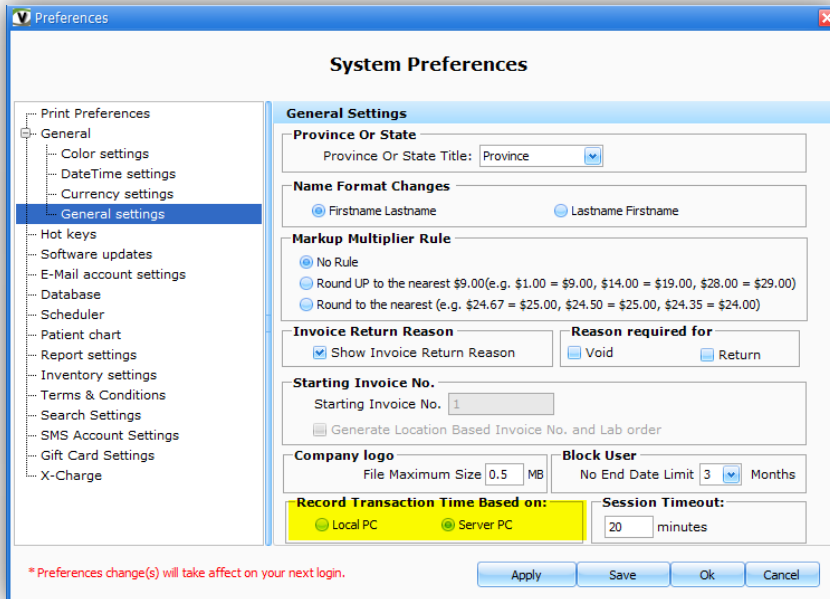 Preferences
System Preferences
Print Preferences
General
Color settings
DateTime settings
Currency settings
General settings
Hot keys
Software updates
E-Mail account settings
Database
Scheduler
Patient chart
Report settings
Inventory settings
Terms & Conditions
Search Settings
SMS Account Settings
Gift Card Settings
X-Charge
General Settings
Province Or State
Province Or State Title: Province
Name Format Changes
Firstname Lastname Lastname Firstname
Markup Multiplier Rule
No Rule
Round UP to the nearest $9.00(e.g. $1.00 = $9.00, $14.00 = $19.00, $28.00 = $29.00)
Round to the nearest (e.g. $24.67 = $25.00, $24.50 = $25.00, $24.35 = $24.00)
Invoice Return Reason Reason required for
Show Invoice Return Reason Void Return
Starting Invoice No.
Starting Invoice No. 1
Generate Location Based Invoice No. and Lab order
Company logo Block User
File Maximum Size 0.5 MB No End Date Limit 3 Months
Record Transaction Time Based on: Session Timeout:
Local PC Server PC 20 minutes
* Preferences change(s) will take affect on your next login.
Apply Save Ok Cancel